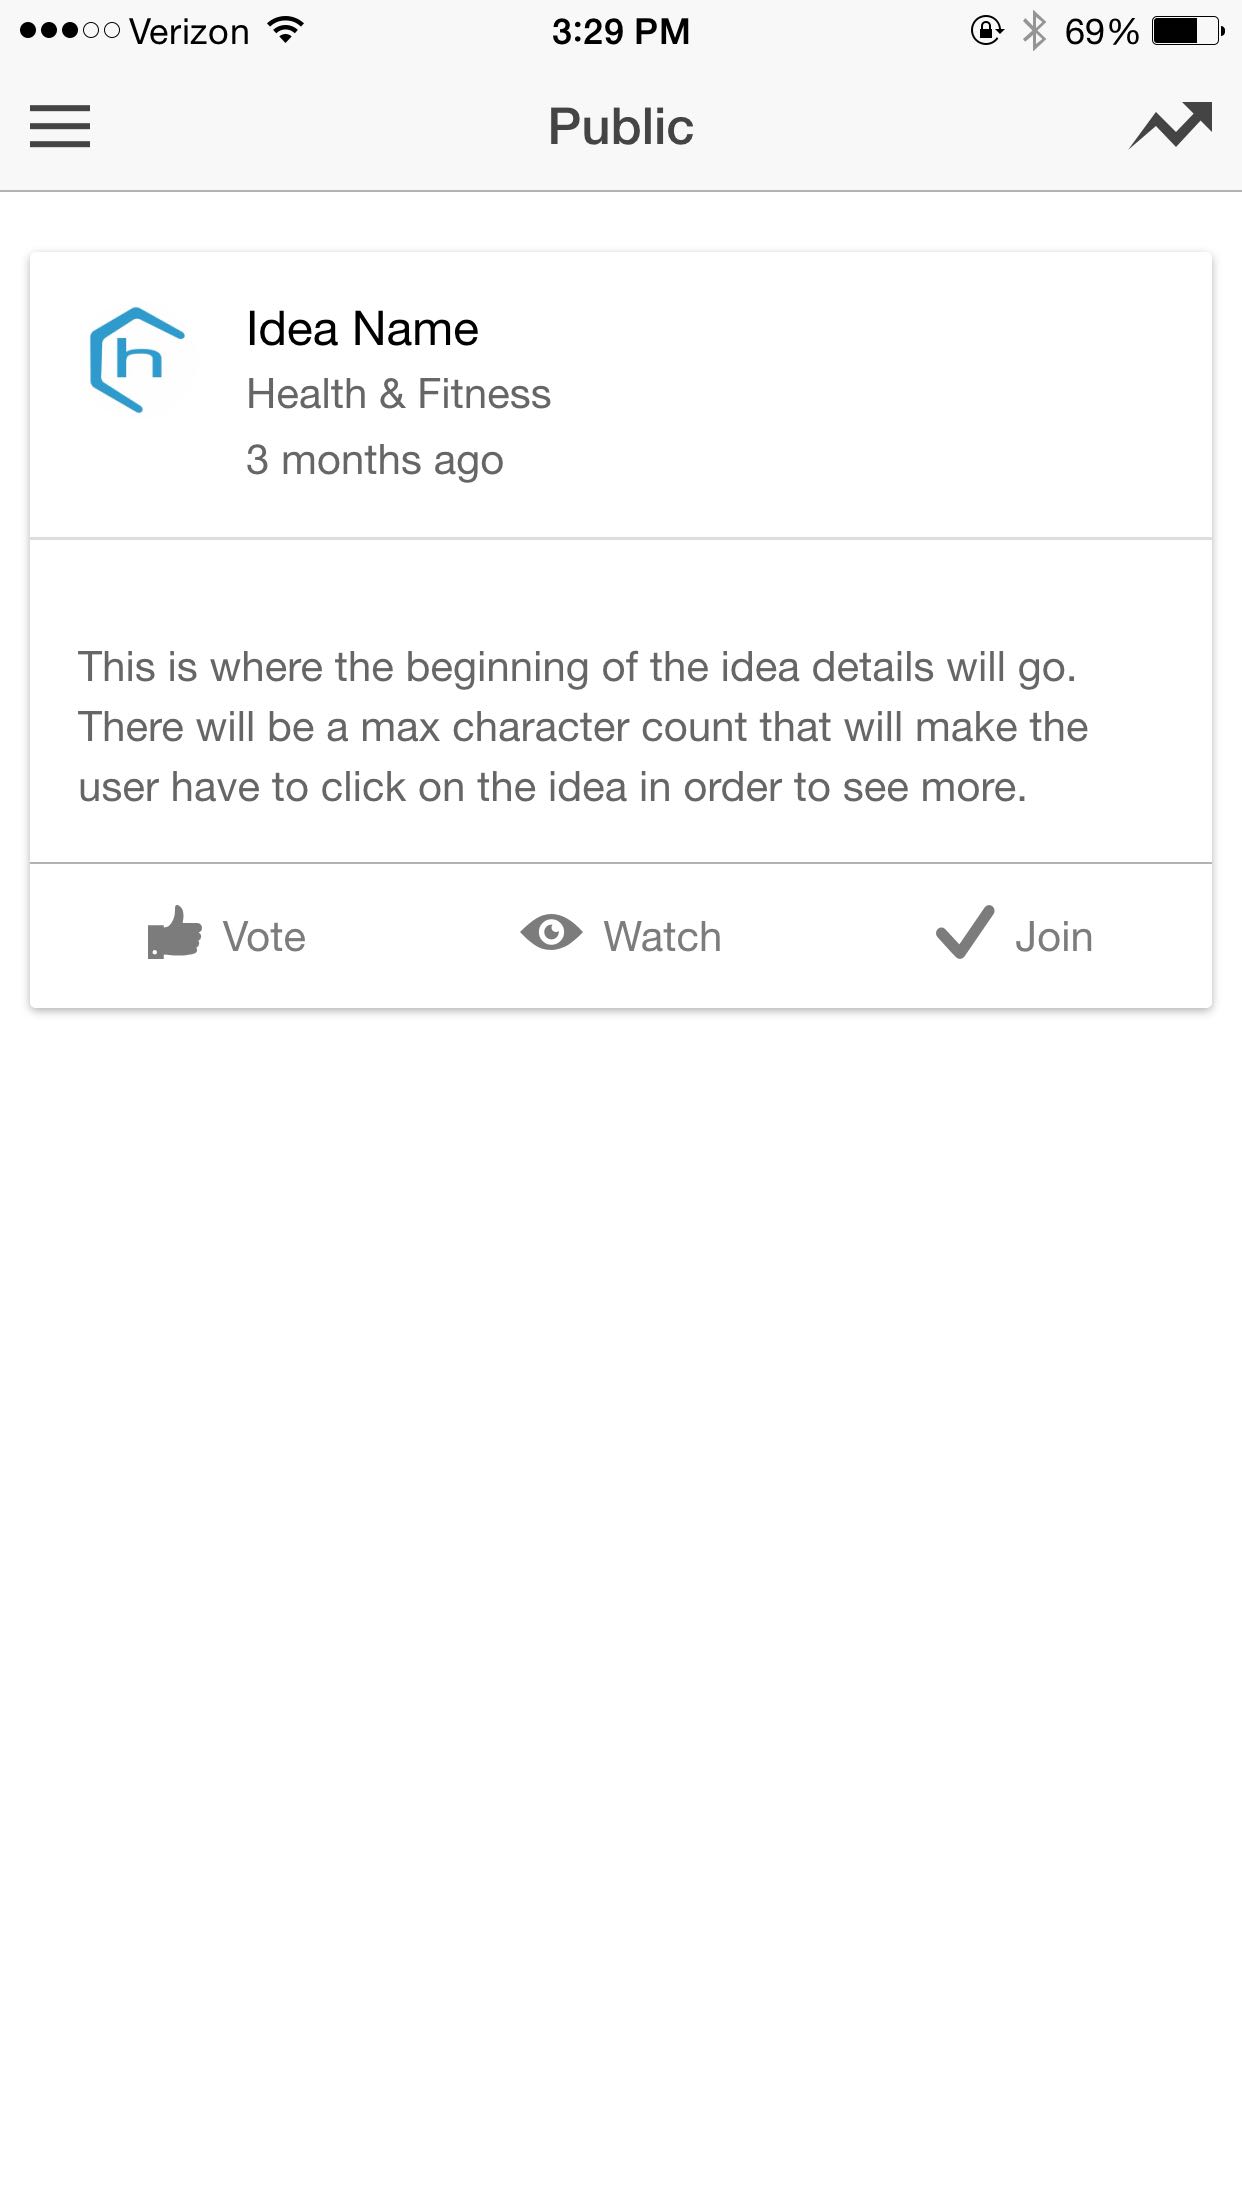 Verizon 3:29 PM 69%
Public
h
Idea Name
Health & Fitness
3 months ago
This is where the beginning of the idea details will go.
There will be a max character count that will make the
user have to click on the idea in order to see more.
Vote Watch Join